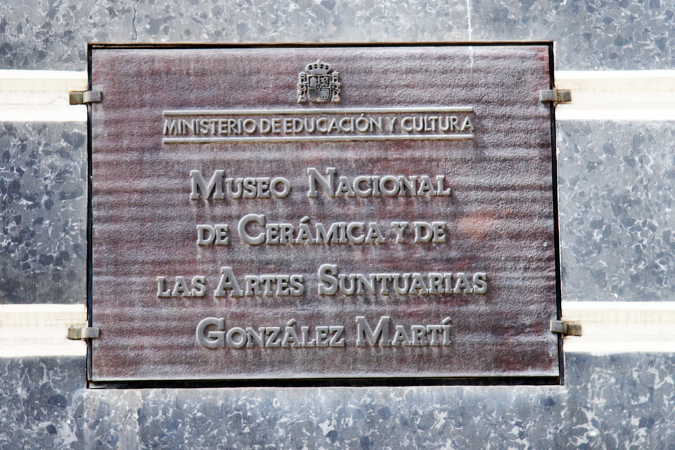 MINISTERIO DE EDUCACIÓN Y CULTURA
MUSEO NACIONAL
DE CERÁMICA Y DE
LAS ARTES SUNTUARIAS
GONZÁLEZ MARTÍ